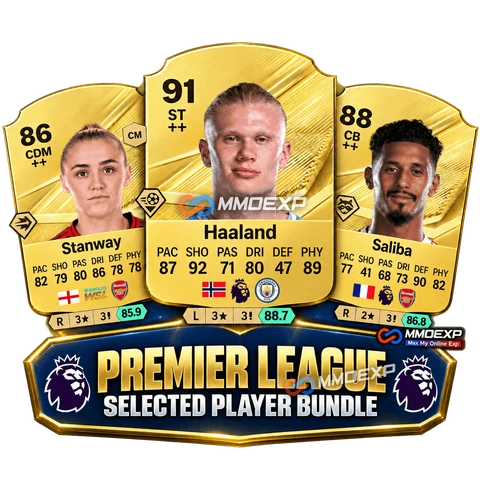 86
CDM
++
CM
Stanway
PAC SHO PAS DRI DEF PHY
82 79 80 86 78 78
BARCLAYS WSL
R 3★ 3! 85.9
91
ST
++
MMOEXP
Haaland
PAC SHO PAS DRI DEF PHY
87 92 71 80 47 89
L 3★ 3! 88.7
88
CB
++
Saliba
PAC SHO PAS DRI DEF PHY
77 41 68 73 90 82
R 2★ 3! 86.8
MMOEXP
Max My Online Exp
PREMIER LEAGUE
MMOEXP
SELECTED PLAYER BUNDLE